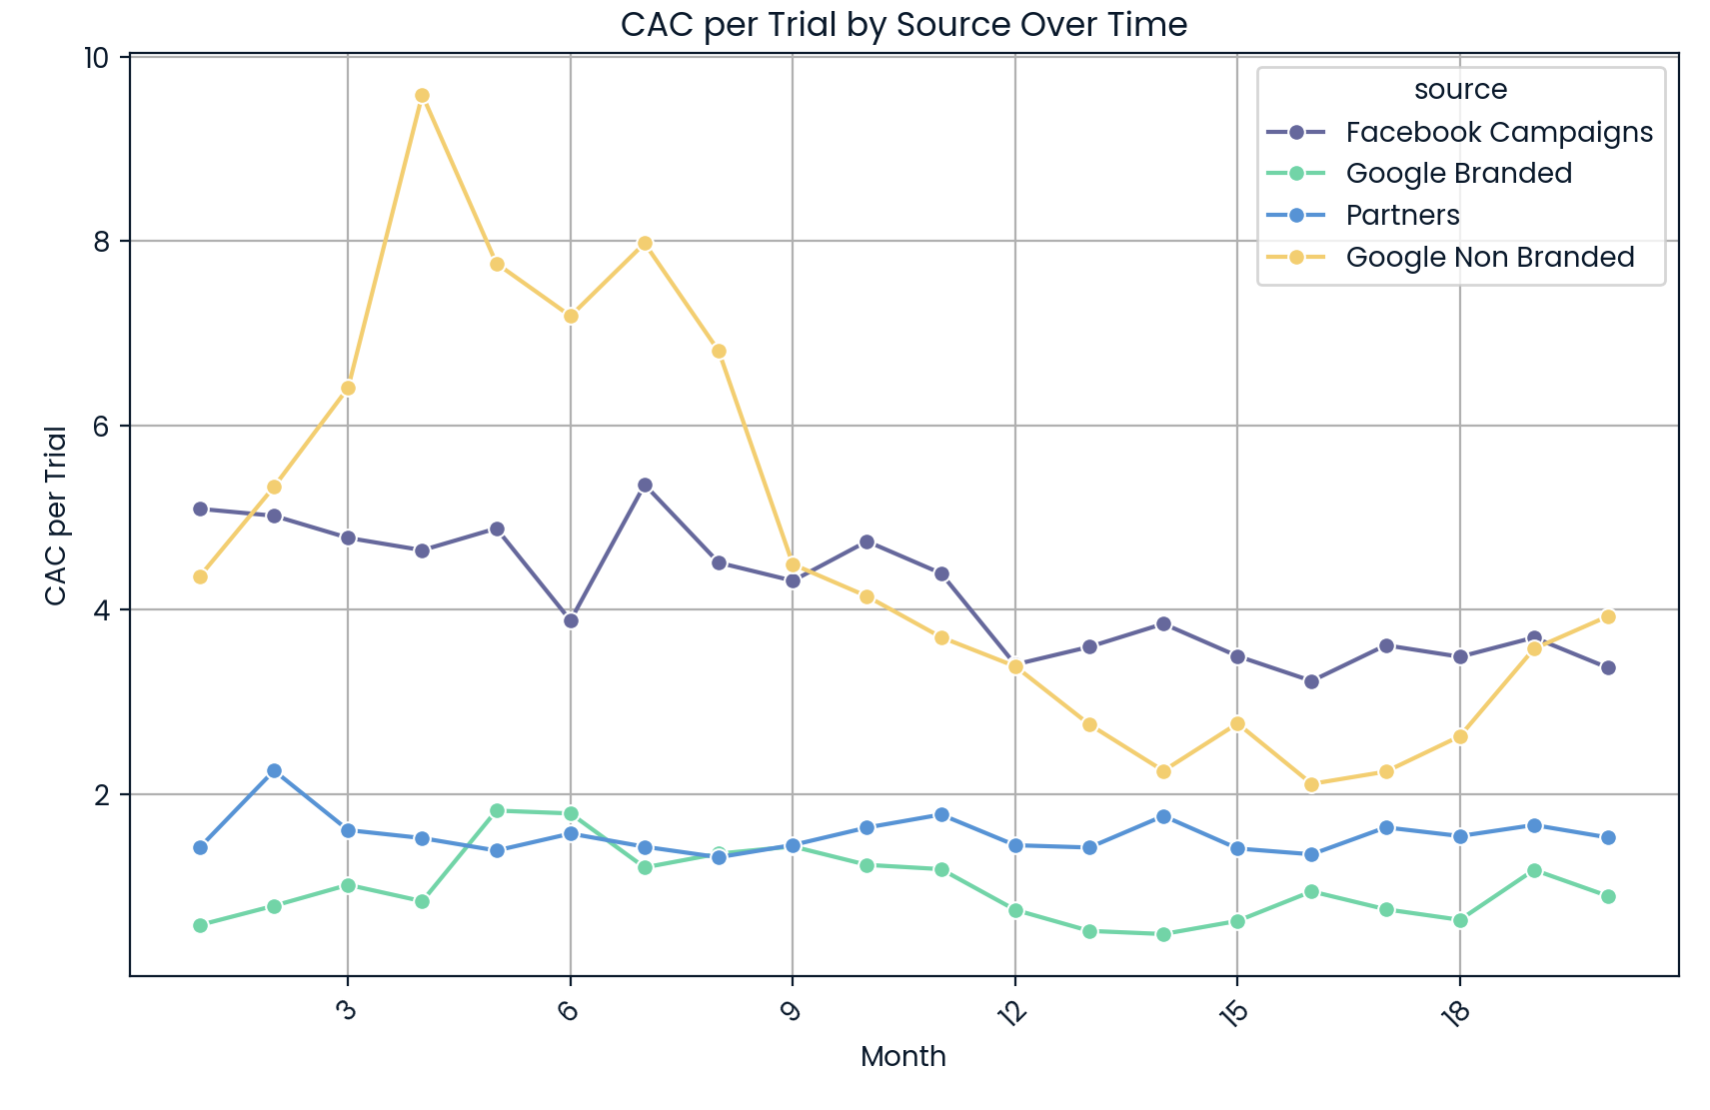 CAC per Trial by Source Over Time
10
8
6
4
2
CAC per Trial
source
Facebook Campaigns
Google Branded
Partners
Google Non Branded
3
6
9
12
15
18
Month